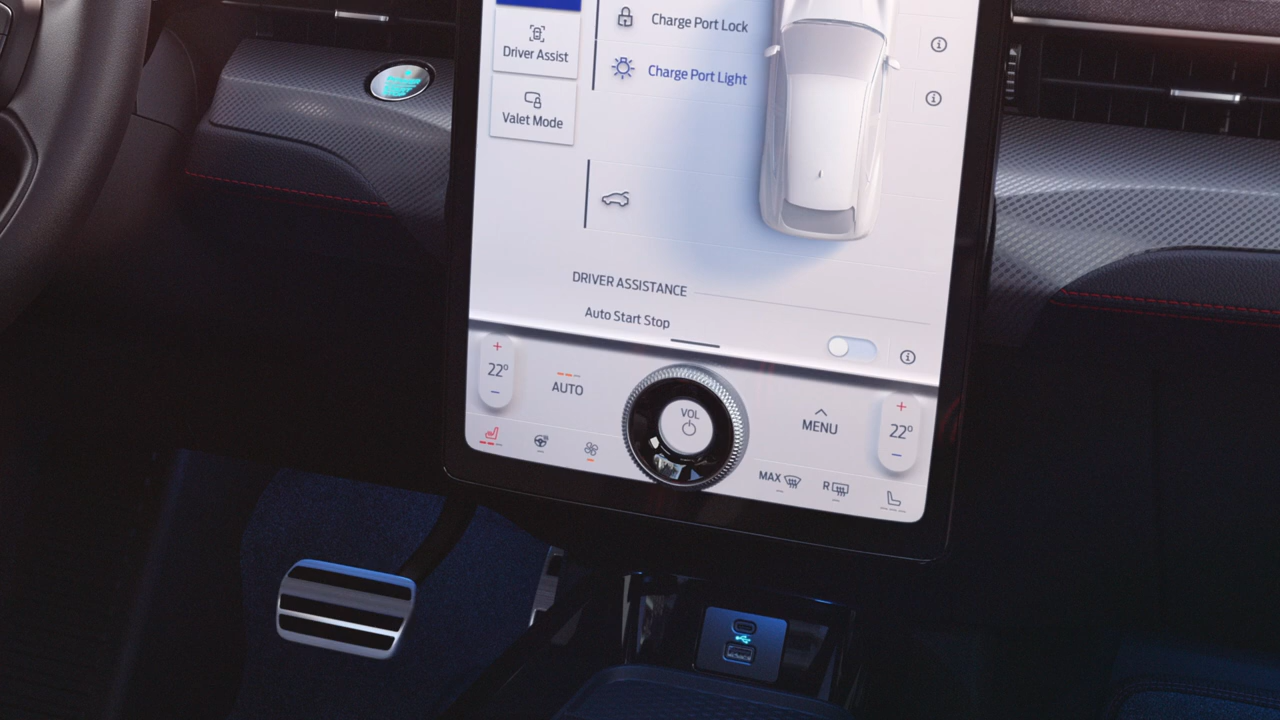 Charge Port Lock
Driver Assist
Charge Port Light
Valet Mode
DRIVER ASSISTANCE
Auto Start Stop
22°
AUTO
VOL
MENU
22°
MAX
R